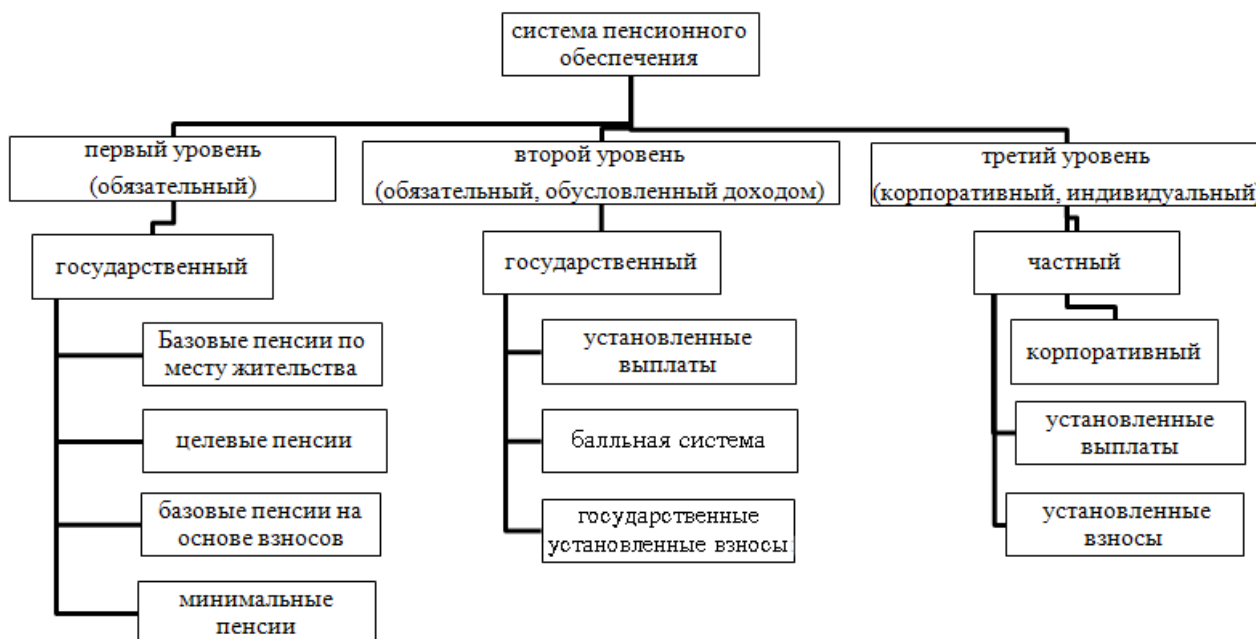 система пенсионного
обеспечения
первый уровень
(обязательный)
второй уровень
(обязательный, обусловленный доходом)
третий уровень
(корпоративный, индивидуальный)
государственный
государственный
частный
Базовые пенсии по
месту жительства
установленные
выплаты
корпоративный
целевые пенсии
балльная система
установленные
выплаты
базовые пенсии на
основе взносов
государственные
установленные взносы
установленные
взносы
минимальные
пенсии